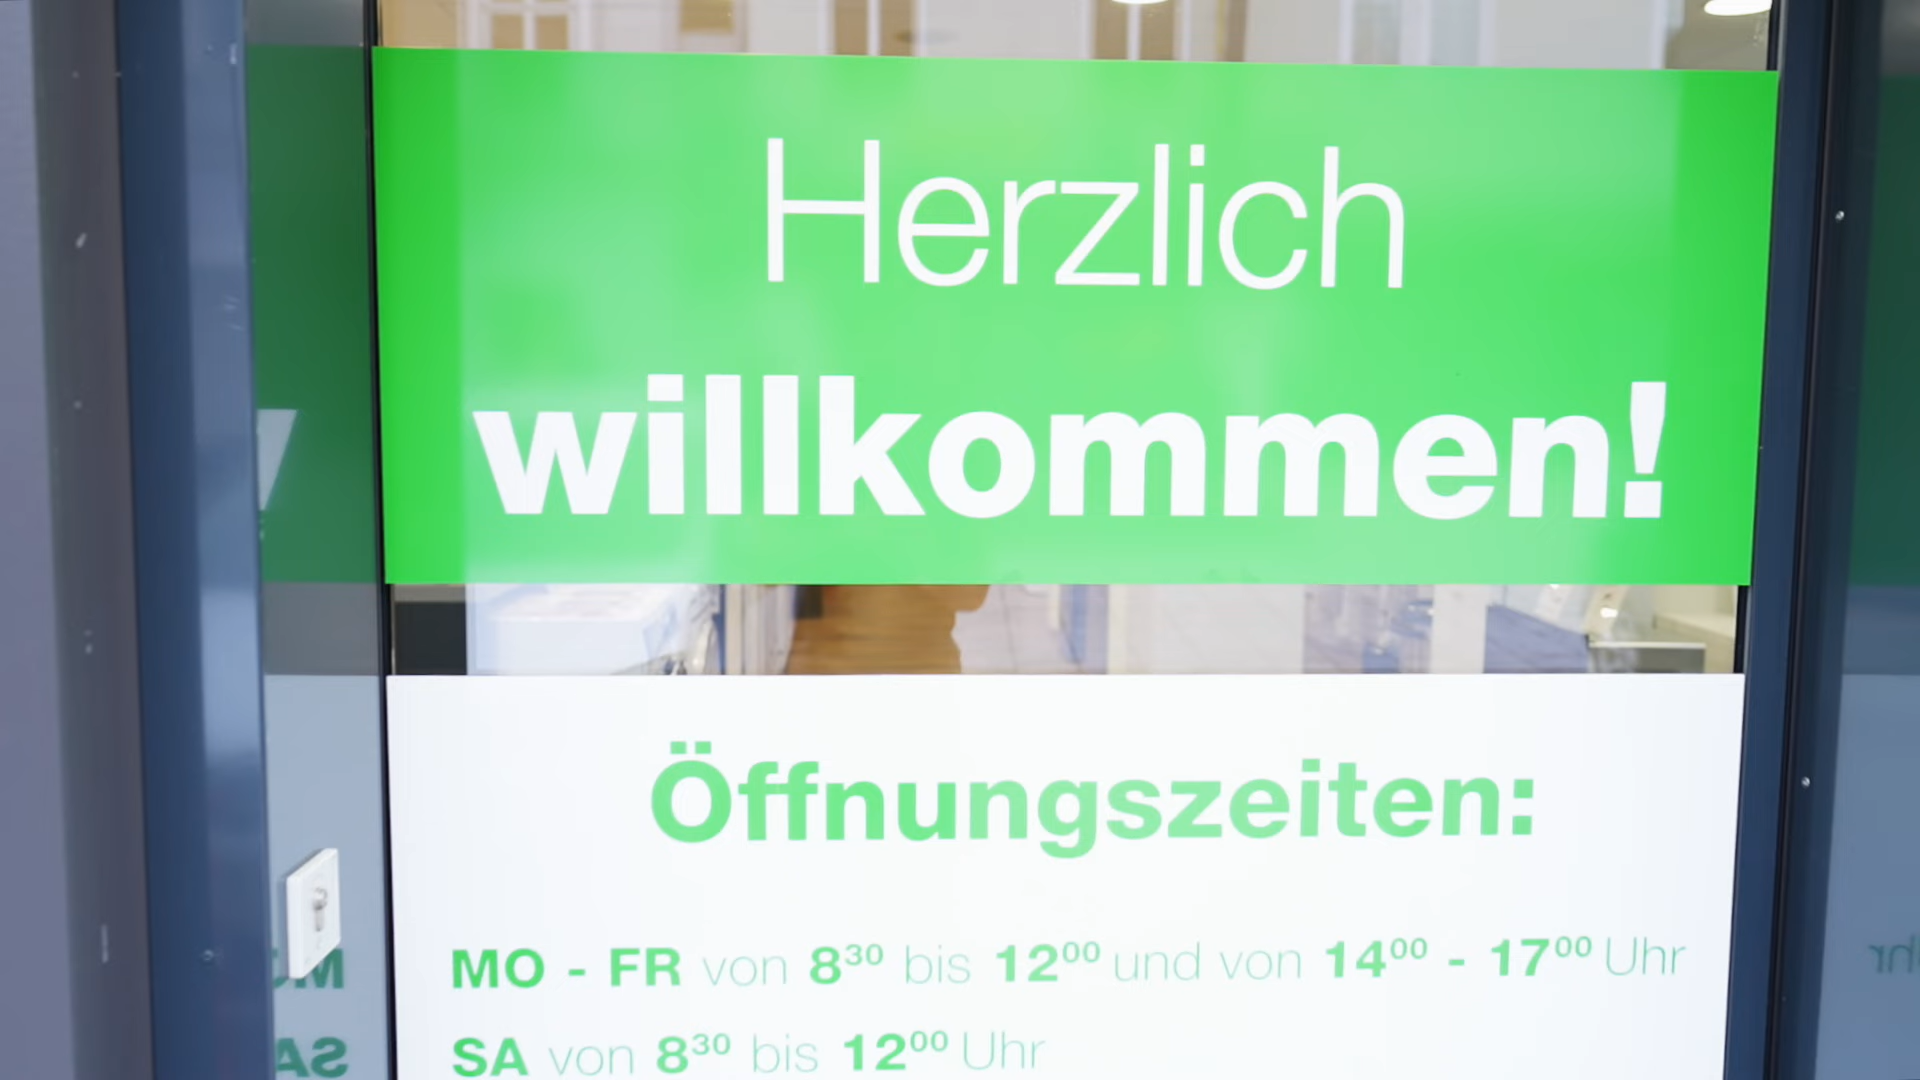 Herzlich
willkommen!
Öffnungszeiten:
MO - FR von 8³⁰ bis 12⁰⁰ und von 14⁰⁰ - 17⁰⁰ Uhr
SA von 8³⁰ bis 12⁰⁰ Uhr